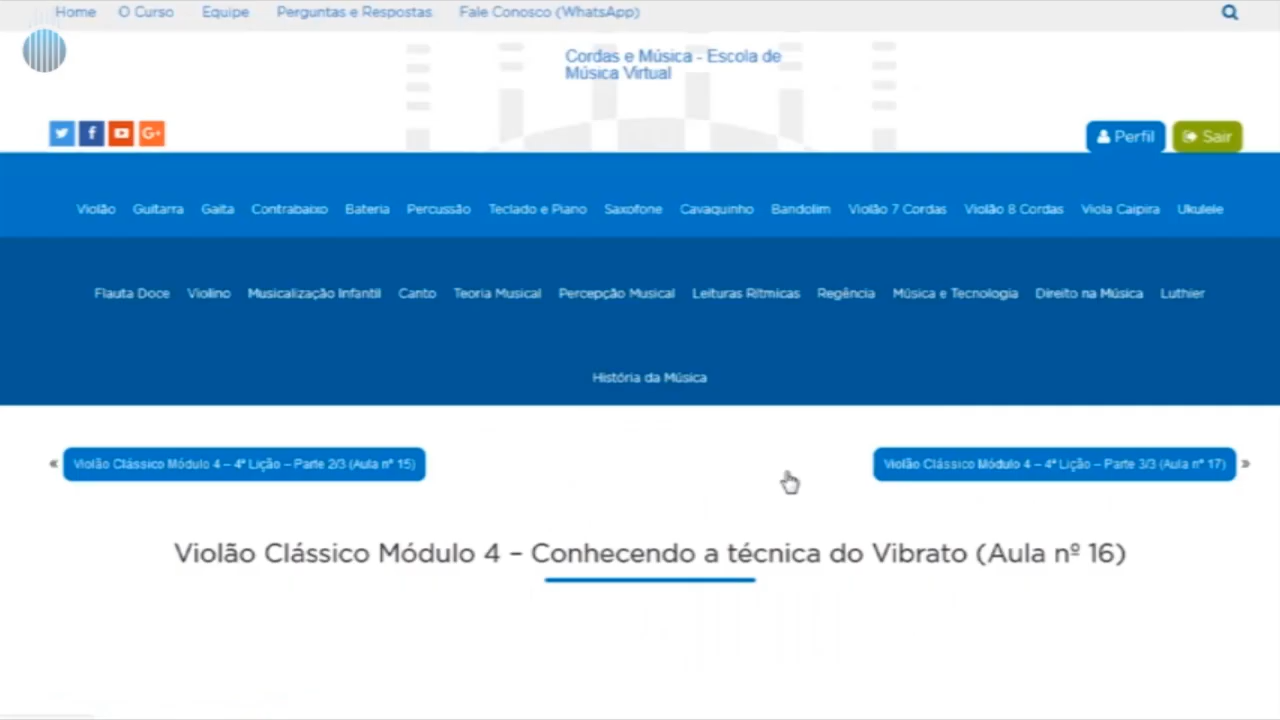 Home O Curso Equipe Perguntas e Respostas Fale Conosco (WhatsApp)
Cordas e Música - Escola de
Música Virtual
Perfil Sair
Violão Guitarra Gaita Contrabaixo Bateria Percussão Teclado e Piano Saxofone Cavaquinho Bandolim Violão 7 Cordas Violão 8 Cordas Viola Caipira Ukulele
Flauta Doce Violino Musicalização Infantil Canto Teoria Musical Percepção Musical Leituras Rítmicas Regência Música e Tecnologia Direito na Música Luthier
História da Música
« Violão Clássico Módulo 4 – 4ª Lição – Parte 2/3 (Aula nº 15) Violão Clássico Módulo 4 – 4ª Lição – Parte 3/3 (Aula nº 17) »
Violão Clássico Módulo 4 – Conhecendo a técnica do Vibrato (Aula nº 16)